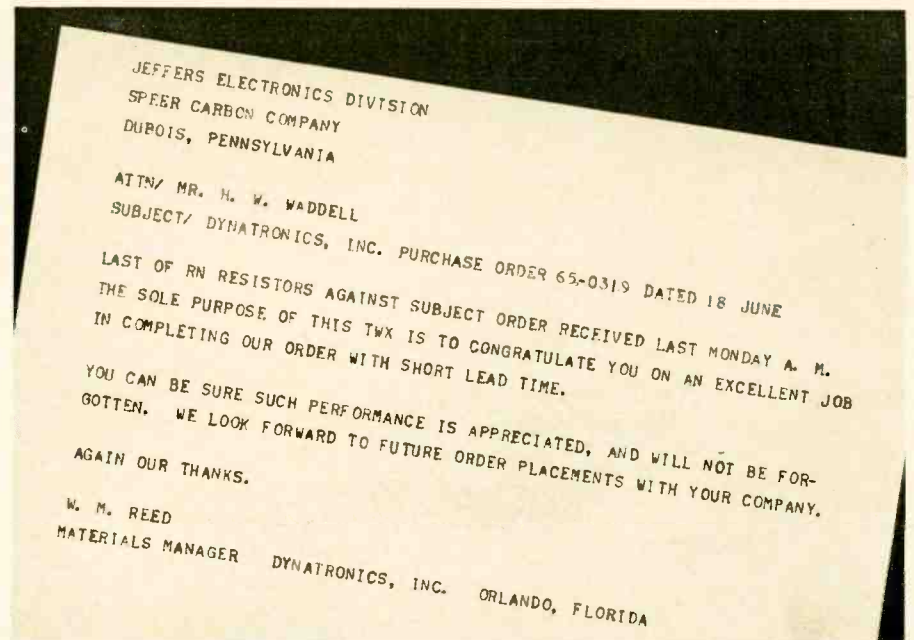 JEFFERS ELECTRONICS DIVISION
SPEER CARBON COMPANY
DUBOIS, PENNSYLVANIA
ATTN/ MR. H. W. WADDELL
SUBJECT/ DYNATRONICS, INC. PURCHASE ORDER 65-0319 DATED 18 JUNE
LAST OF RN RESISTORS AGAINST SUBJECT ORDER RECEIVED LAST MONDAY A. M.
THE SOLE PURPOSE OF THIS TWX IS TO CONGRATULATE YOU ON AN EXCELLENT JOB
IN COMPLETING OUR ORDER WITH SHORT LEAD TIME.
YOU CAN BE SURE SUCH PERFORMANCE IS APPRECIATED, AND WILL NOT BE FOR-
GOTTEN. WE LOOK FORWARD TO FUTURE ORDER PLACEMENTS WITH YOUR COMPANY.
AGAIN OUR THANKS.
W. M. REED
MATERIALS MANAGER DYNATRONICS, INC. ORLANDO, FLORIDA